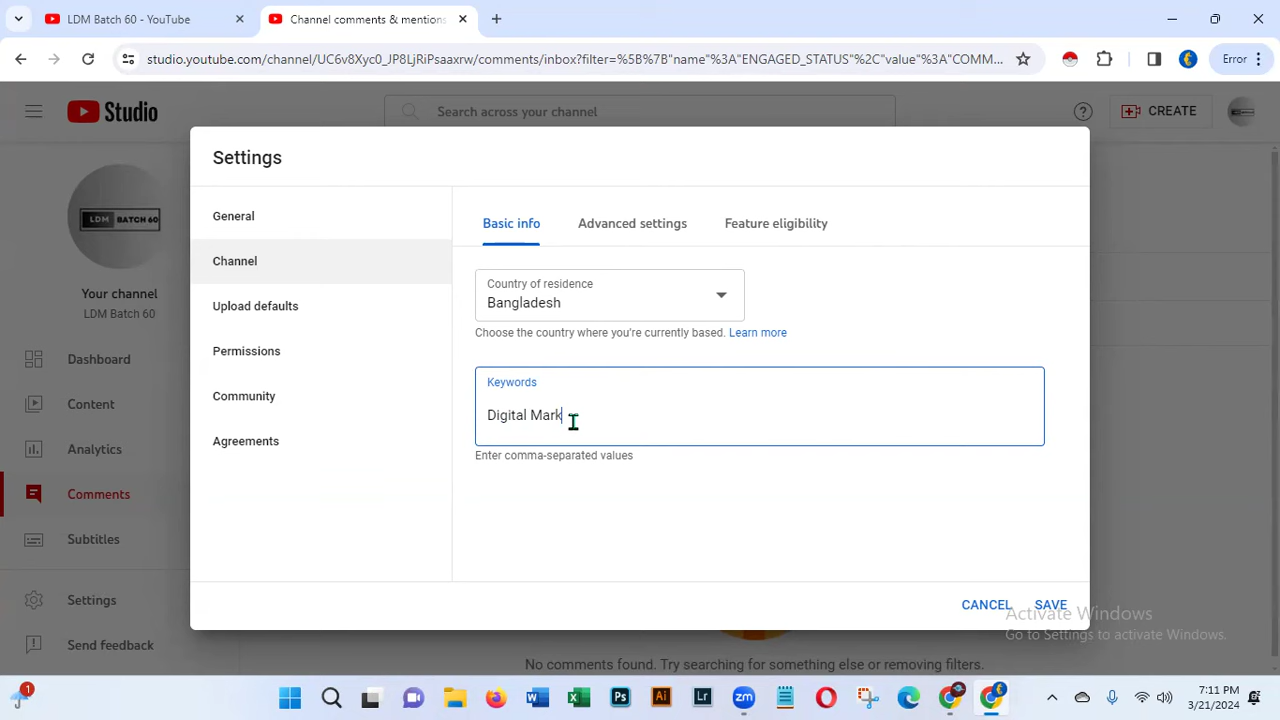 LDM Batch 60 - YouTube
Channel comments & mentions
studio.youtube.com/channel/UC6v8Xy_0_JP8LjRiPsaaxrw/comments/inbox?filter=%5B%7B"name"%3A"ENGAGED_STATUS"%2C"value"%3A"COMM...
Error
Studio
Search across your channel
CREATE
LDM BATCH 60
Your channel
LDM Batch 60
Dashboard
Content
Analytics
Comments
Subtitles
Settings
Send feedback
Settings
General
Channel
Upload defaults
Permissions
Community
Agreements
Basic info
Advanced settings
Feature eligibility
Country of residence
Bangladesh
Choose the country where you're currently based. Learn more
Keywords
Digital Mark
Enter comma-separated values
CANCEL
SAVE
Activate Windows
Go to Settings to activate Windows.
No comments found. Try searching for something else or removing filters.
1
7:11 PM
3/21/2024